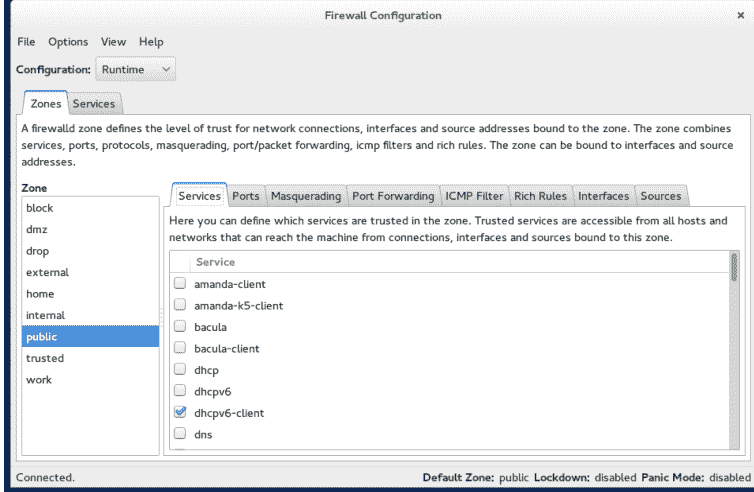 Firewall Configuration
File Options View Help
Configuration: Runtime
Zones Services
A firewalld zone defines the level of trust for network connections, interfaces and source addresses bound to the zone. The zone combines
services, ports, protocols, masquerading, port/packet forwarding, icmp filters and rich rules. The zone can be bound to interfaces and source
addresses.
Zone
block
dmz
drop
external
home
internal
public
trusted
work
Services Ports Masquerading Port Forwarding ICMP Filter Rich Rules Interfaces Sources
Here you can define which services are trusted in the zone. Trusted services are accessible from all hosts and
networks that can reach the machine from connections, interfaces and sources bound to this zone.
Service
amanda-client
amanda-k5-client
bacula
bacula-client
dhcp
dhcpv6
dhcpv6-client
dns
Connected.
Default Zone: public Lockdown: disabled Panic Mode: disabled